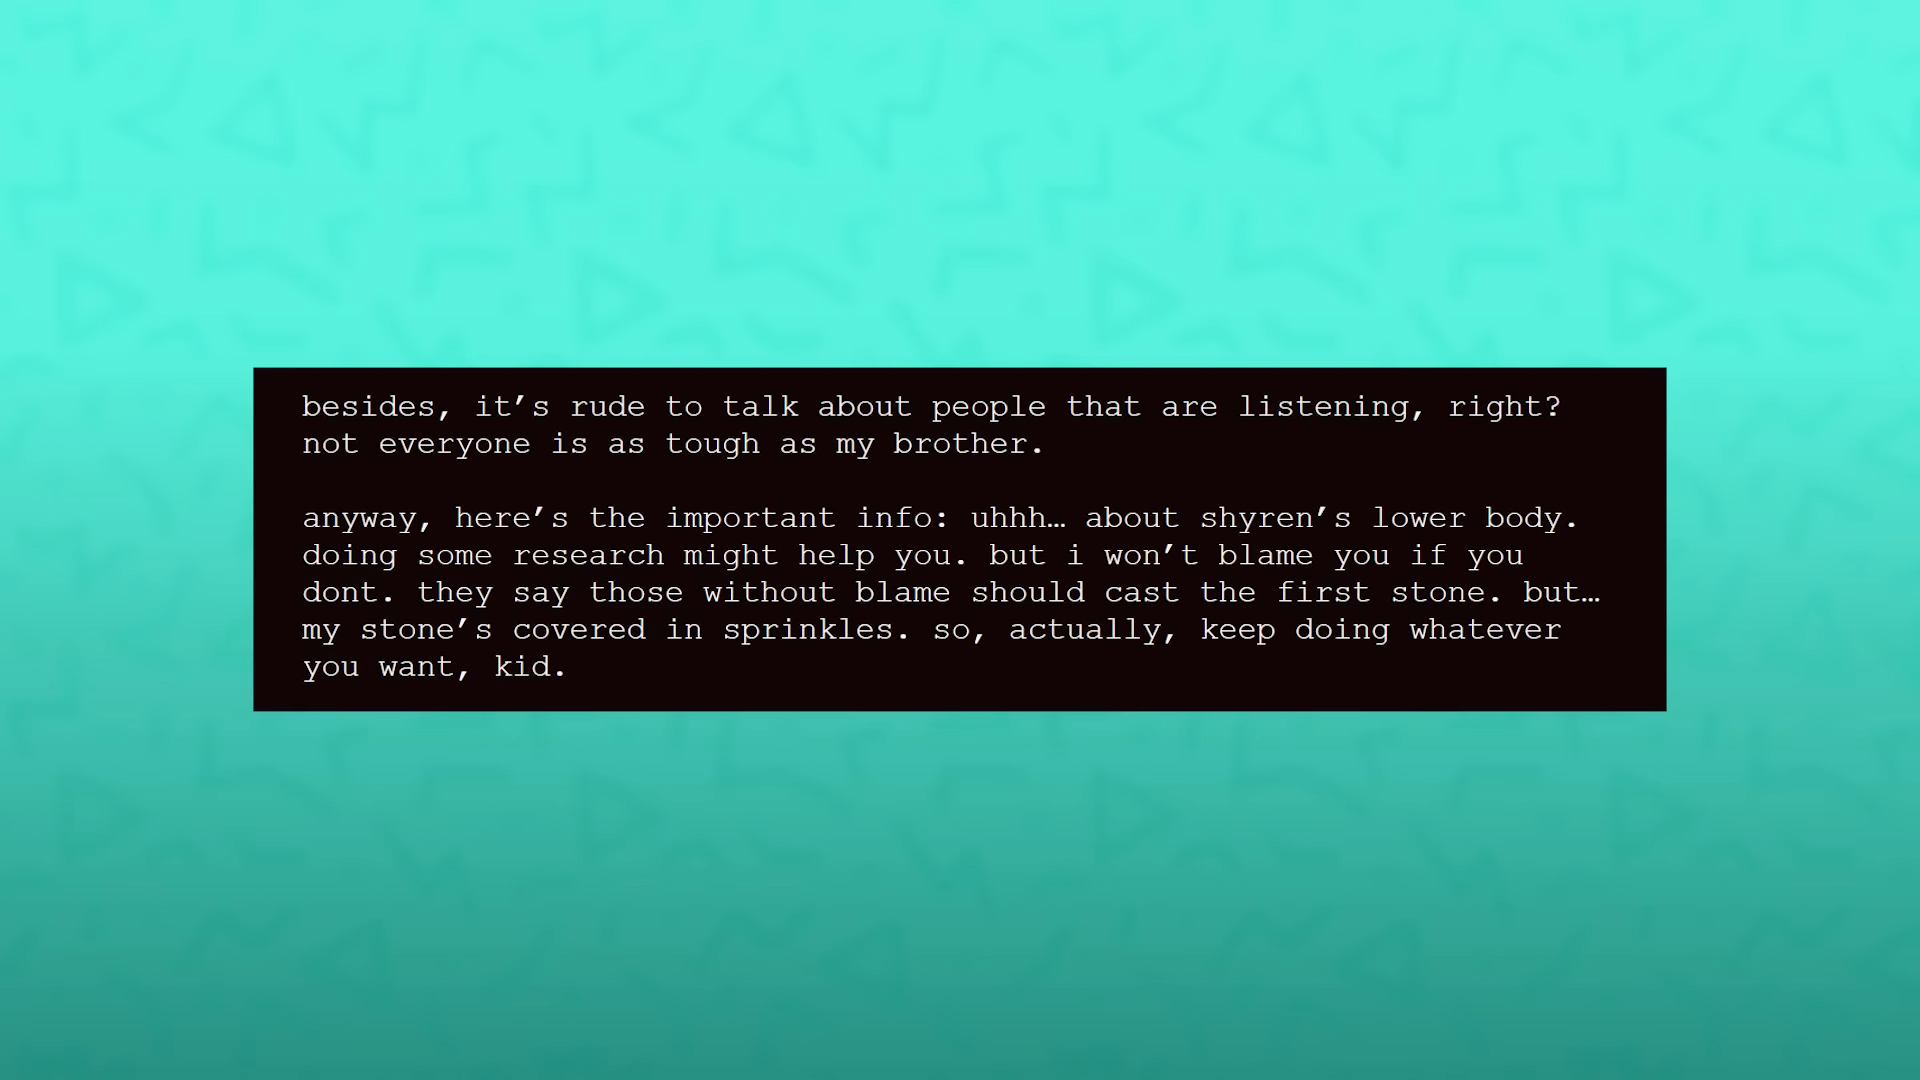 besides, it’s rude to talk about people that are listening, right?
not everyone is as tough as my brother.
anyway, here’s the important info: uhhh… about shyren’s lower body.
doing some research might help you. but i won’t blame you if you
dont. they say those without blame should cast the first stone. but…
my stone’s covered in sprinkles. so, actually, keep doing whatever
you want, kid.